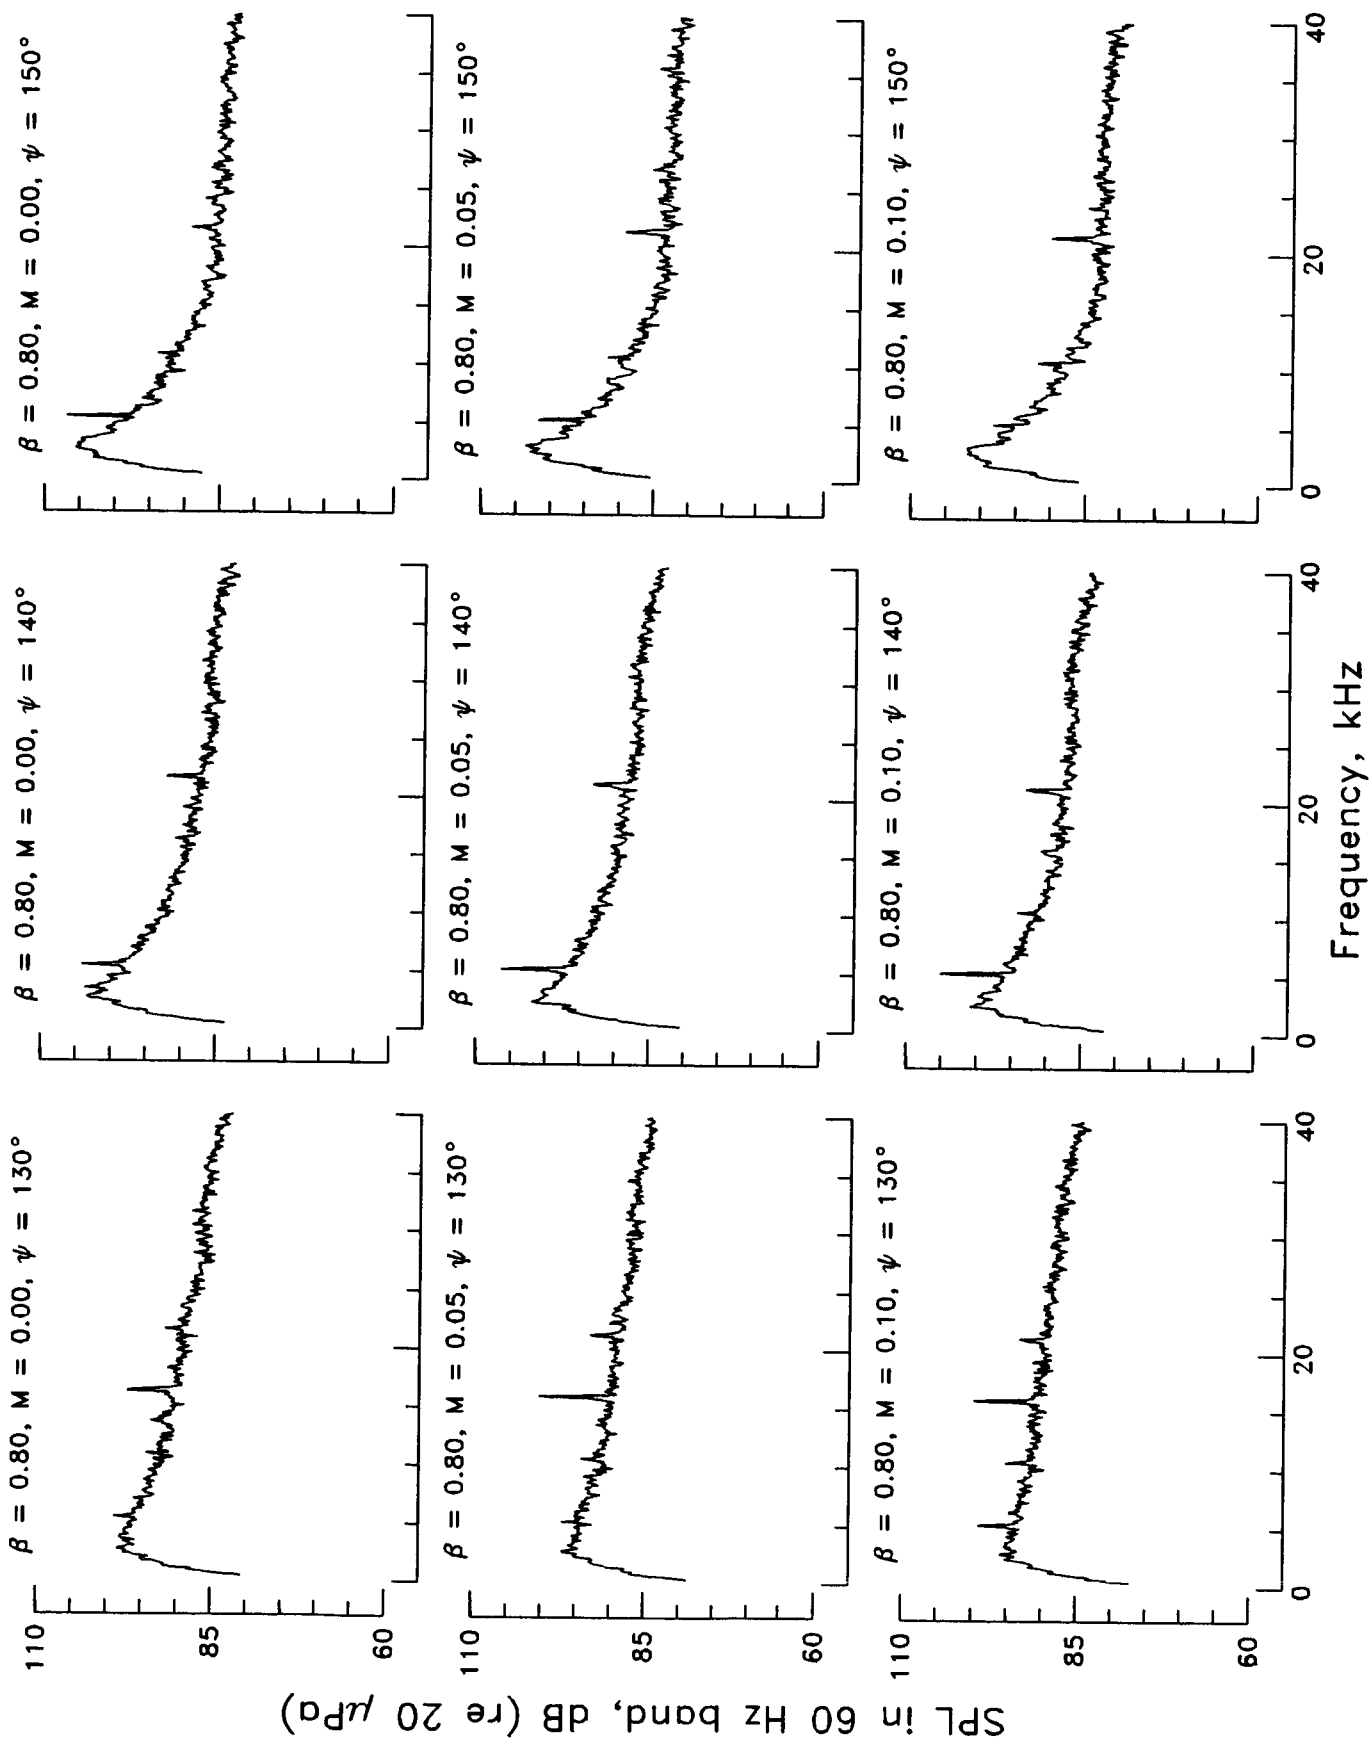 β = 0.80, M = 0.00, ψ = 130°
β = 0.80, M = 0.00, ψ = 140°
β = 0.80, M = 0.00, ψ = 150°
110
85
60
β = 0.80, M = 0.05, ψ = 130°
β = 0.80, M = 0.05, ψ = 140°
β = 0.80, M = 0.05, ψ = 150°
110
85
60
β = 0.80, M = 0.10, ψ = 130°
β = 0.80, M = 0.10, ψ = 140°
β = 0.80, M = 0.10, ψ = 150°
110
85
60
0 20 40
0 20 40
0 20 40
SPL in 60 Hz band, dB (re 20 μPa)
Frequency, kHz